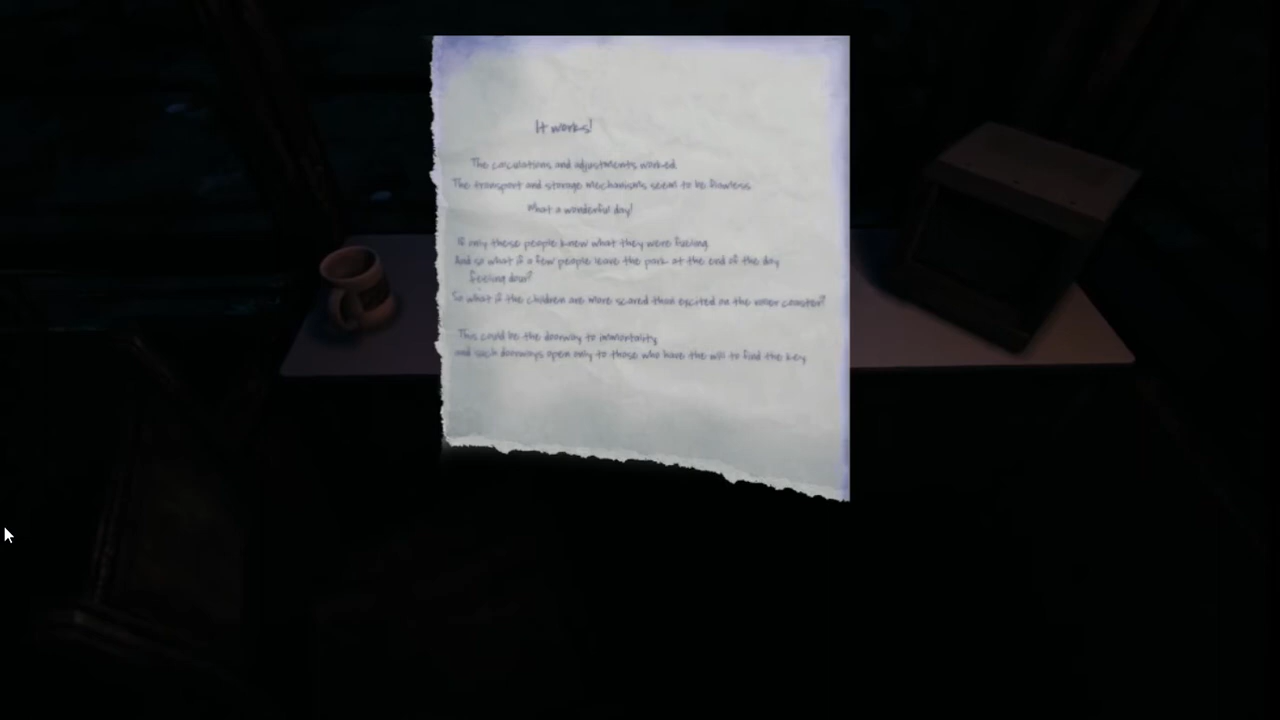 It works!
The calculations and adjustments worked.
The transport and storage mechanisms seem to be flawless.
What a wonderful day!
If only these people knew what they were fueling.
And so what if a few people leave the park at the end of the day
feeling dour?
So what if the children are more scared than excited on the roller coaster?
This could be the doorway to immortality,
and such doorways open only to those who have the will to find the key.